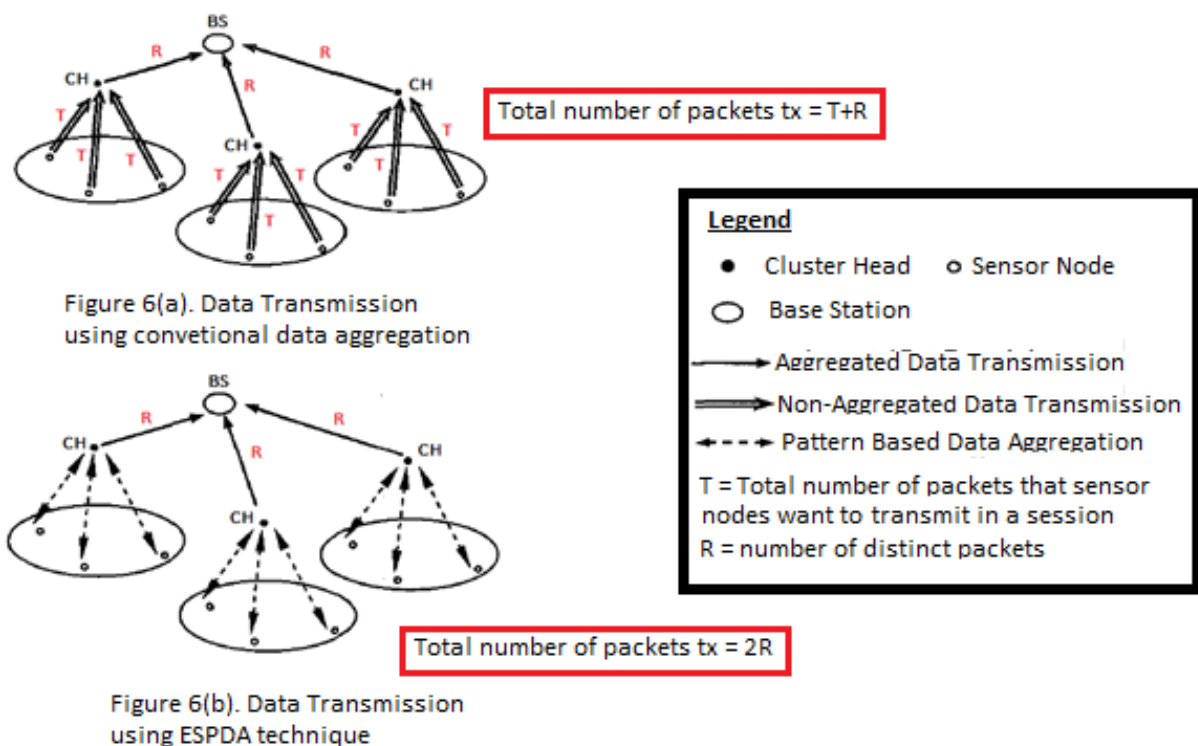 BS
R
R
R
CH
CH
CH
T
T
T
T
T
T
T
T
T
Total number of packets tx = T+R
Figure 6(a). Data Transmission
using convetional data aggregation
BS
R
R
R
CH
CH
CH
Total number of packets tx = 2R
Figure 6(b). Data Transmission
using ESPDA technique
Legend
Cluster Head
Sensor Node
Base Station
Aggregated Data Transmission
Non-Aggregated Data Transmission
Pattern Based Data Aggregation
T = Total number of packets that sensor
nodes want to transmit in a session
R = number of distinct packets